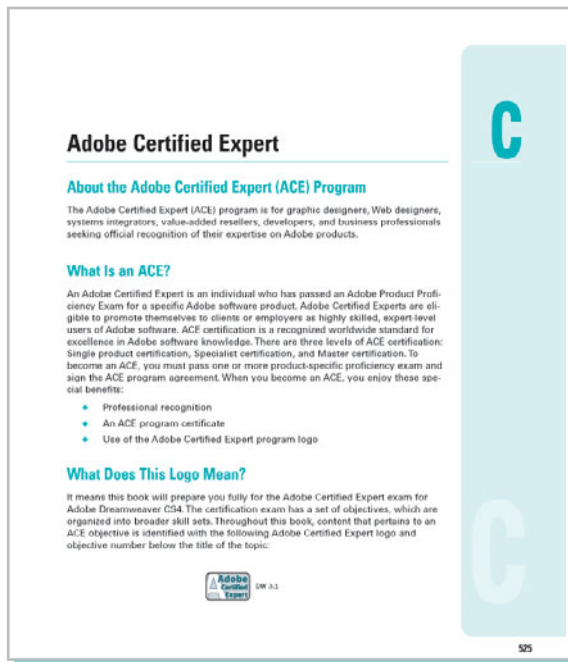 C
Adobe Certified Expert
About the Adobe Certified Expert (ACE) Program
The Adobe Certified Expert (ACE) program is for graphic designers, Web designers,
systems integrators, value-added resellers, developers, and business professionals
seeking official recognition of their expertise on Adobe products.
What Is an ACE?
An Adobe Certified Expert is an individual who has passed an Adobe Product Profi-
ciency Exam for a specific Adobe software product. Adobe Certified Experts are eli-
gible to promote themselves to clients or employers as highly skilled, expert-level
users of Adobe software. ACE certification is a recognized worldwide standard for
excellence in Adobe software knowledge. There are three levels of ACE certification:
Single product certification, Specialist certification, and Master certification. To
become an ACE, you must pass one or more product-specific proficiency exam and
sign the ACE program agreement. When you become an ACE, you enjoy these spe-
cial benefits:
◆ Professional recognition
◆ An ACE program certificate
◆ Use of the Adobe Certified Expert program logo
What Does This Logo Mean?
It means this book will prepare you fully for the Adobe Certified Expert exam for
Adobe Dreamweaver CS4. The certification exam has a set of objectives, which are
organized into broader skill sets. Throughout this book, content that pertains to an
ACE objective is identified with the following Adobe Certified Expert logo and
objective number below the title of the topic:
Adobe
Certified
Expert
DW 3.1
C
525